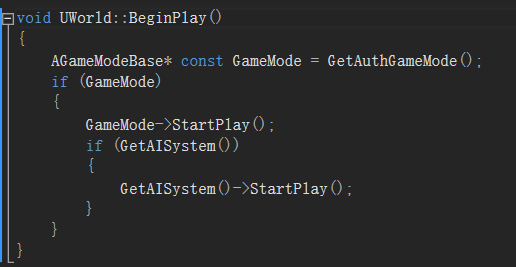 void UWorld::BeginPlay()
{
    AGameModeBase* const GameMode = GetAuthGameMode();
    if (GameMode)
    {
        GameMode->StartPlay();
        if (GetAISystem())
        {
            GetAISystem()->StartPlay();
        }
    }
}